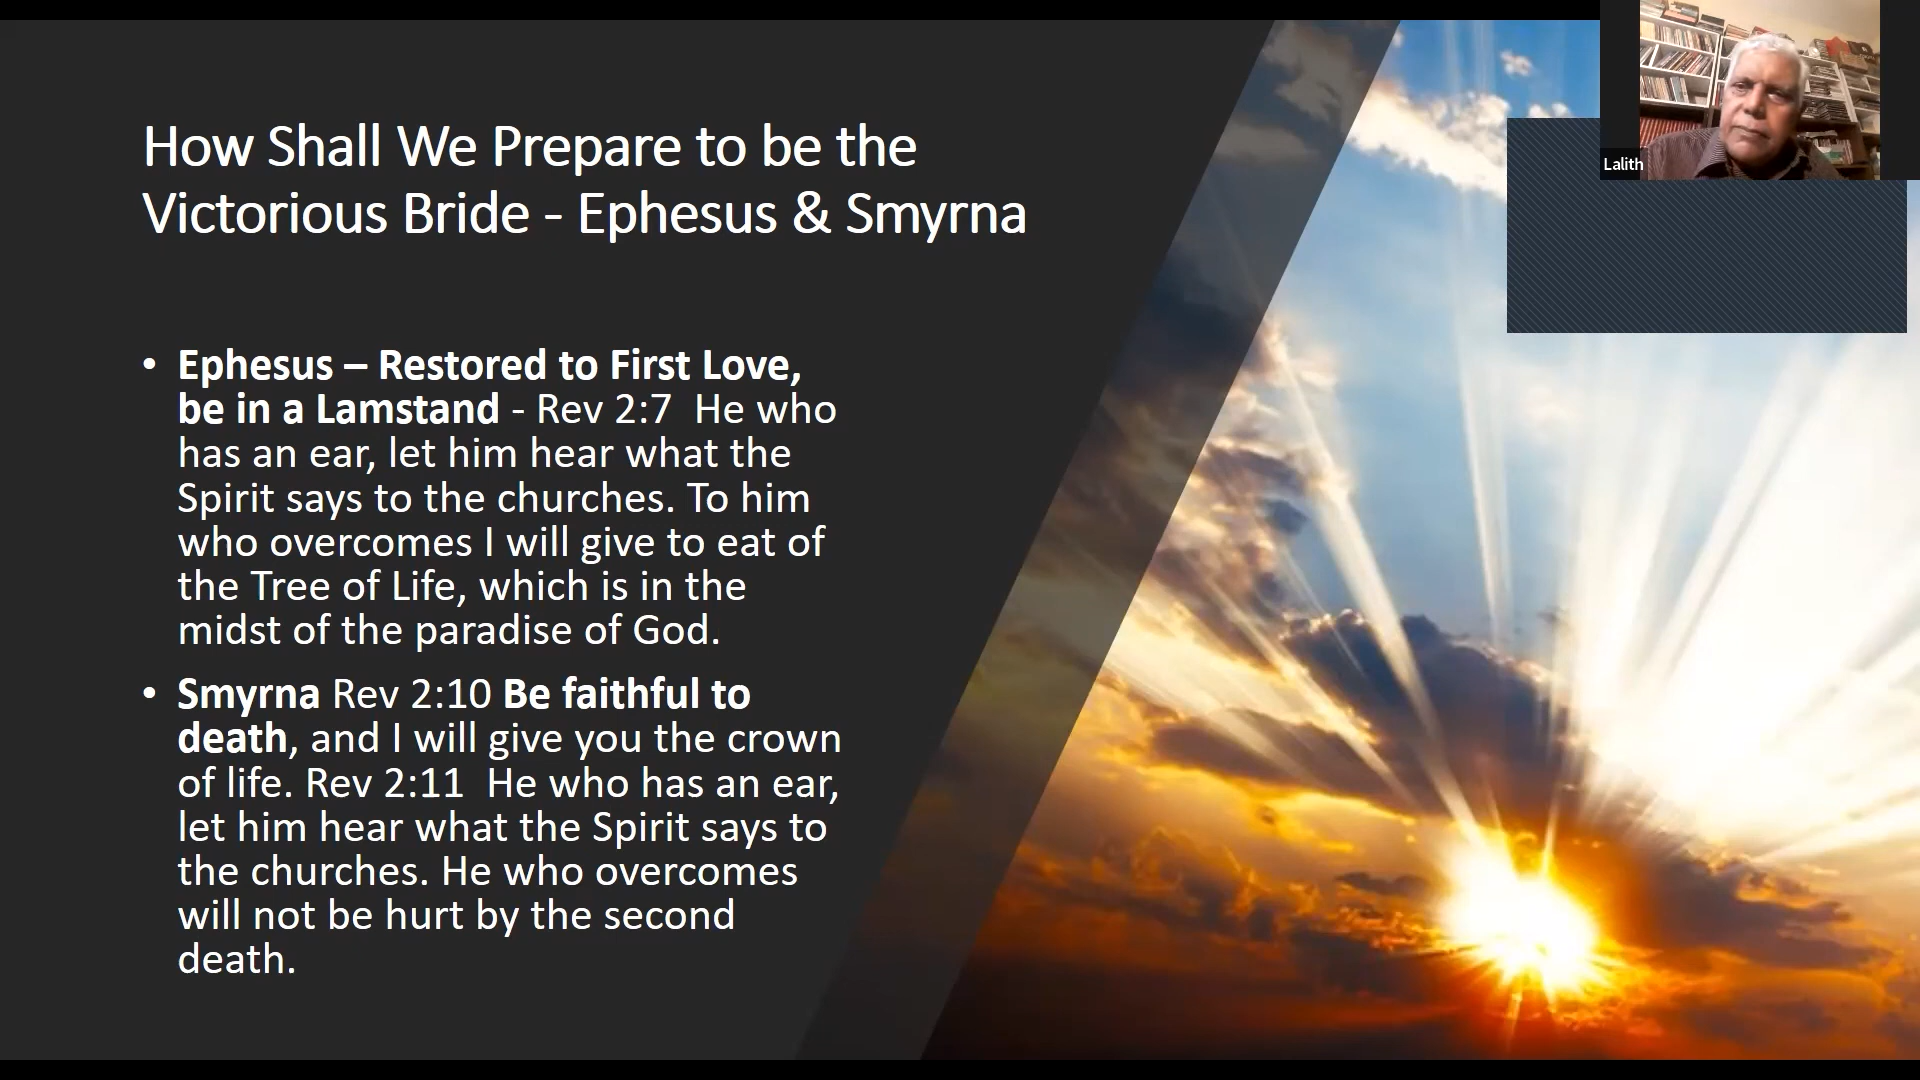 How Shall We Prepare to be the
Victorious Bride - Ephesus & Smyrna
• Ephesus – Restored to First Love,
be in a Lamstand - Rev 2:7  He who
has an ear, let him hear what the
Spirit says to the churches. To him
who overcomes I will give to eat of
the Tree of Life, which is in the
midst of the paradise of God.
• Smyrna Rev 2:10 Be faithful to
death, and I will give you the crown
of life. Rev 2:11  He who has an ear,
let him hear what the Spirit says to
the churches. He who overcomes
will not be hurt by the second
death.
Lalith